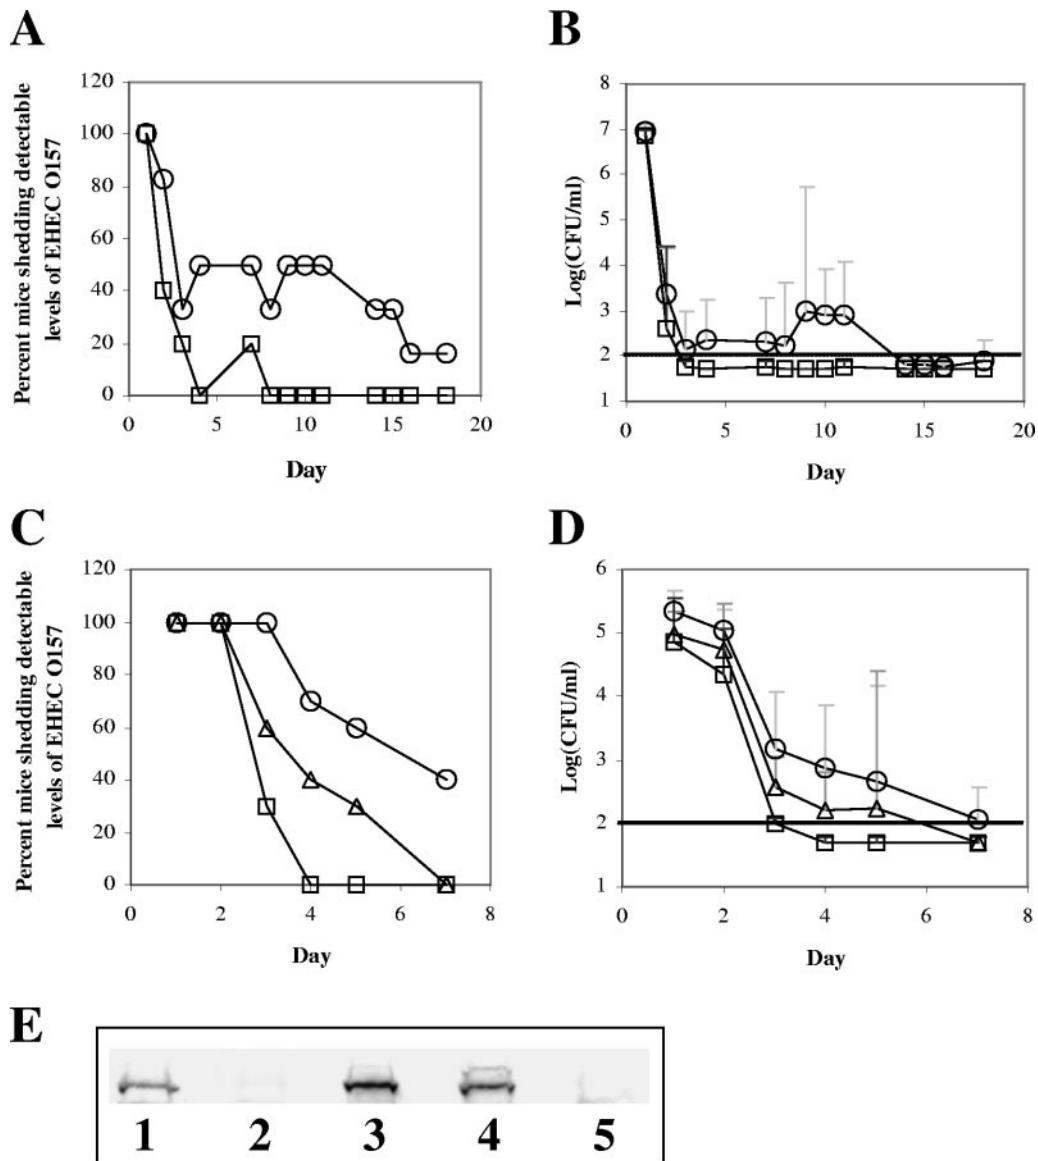 A
B
Percent mice shedding detectable
levels of EHEC O157
120
100
80
60
40
20
0
0 5 10 15 20
Day
Log(CFU/ml)
8
7
6
5
4
3
2
1
0 5 10 15 20
Day
C
D
Percent mice shedding detectable
levels of EHEC O157
120
100
80
60
40
20
0
0 2 4 6 8
Day
Log(CFU/ml)
6
5
4
3
2
1
0 2 4 6 8
Day
E
1 2 3 4 5